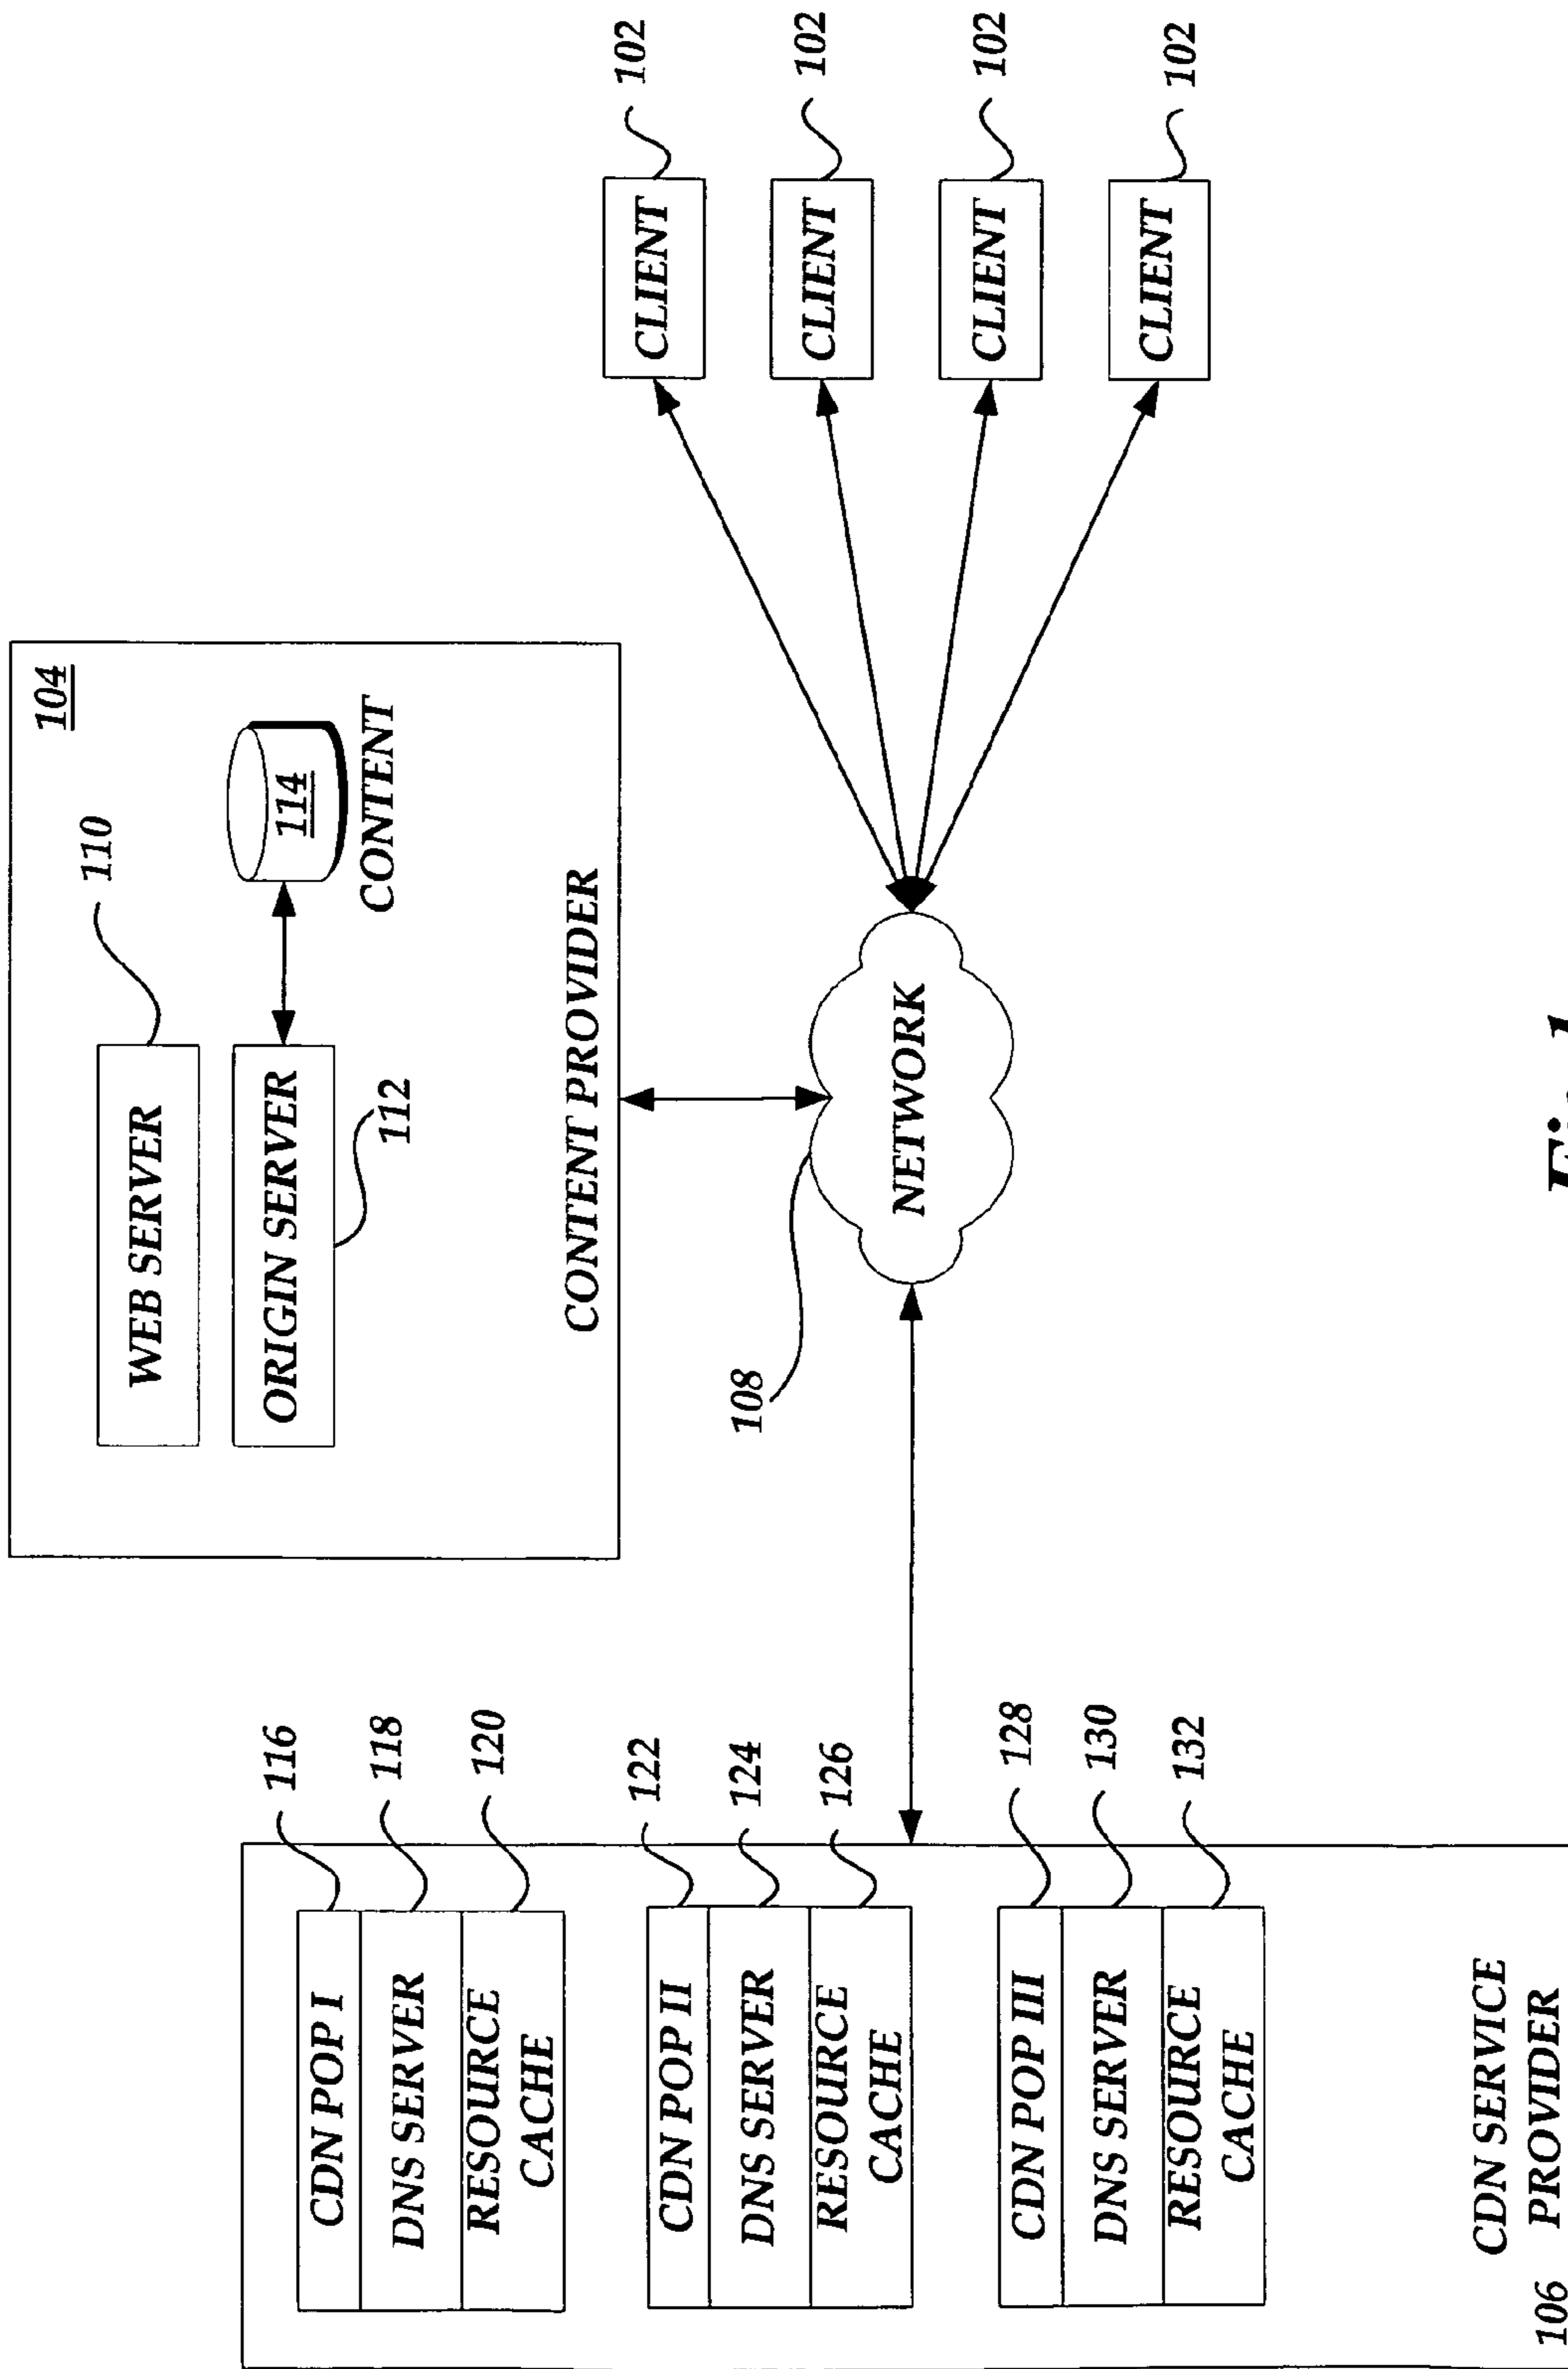 116
CDN POP I
118
DNS SERVER
120
RESOURCE
CACHE
122
CDN POP II
124
DNS SERVER
126
RESOURCE
CACHE
128
CDN POP III
130
DNS SERVER
132
RESOURCE
CACHE
CDN SERVICE
106 PROVIDER
104
110
WEB SERVER
ORIGIN SERVER
112
114
CONTENT
CONTENT PROVIDER
108
NETWORK
CLIENT
102
CLIENT
102
CLIENT
102
CLIENT
102